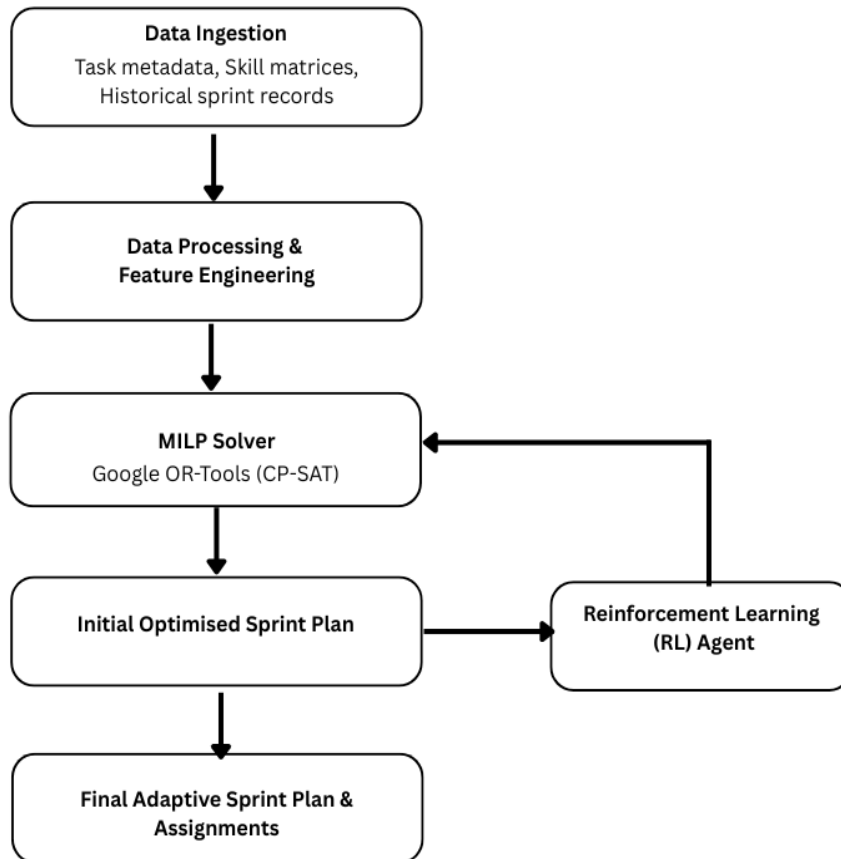 Data Ingestion
Task metadata, Skill matrices,
Historical sprint records
Data Processing &
Feature Engineering
MILP Solver
Google OR-Tools (CP-SAT)
Initial Optimised Sprint Plan
Reinforcement Learning
(RL) Agent
Final Adaptive Sprint Plan &
Assignments